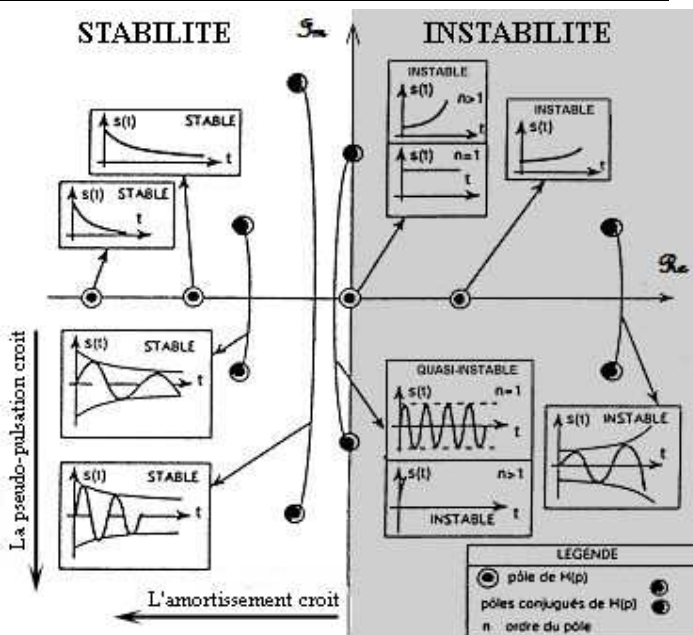 STABILITE
INSTABILITE
𝒥m
INSTABLE
s(t)
n>1
s(t)
n=1
t
INSTABLE
s(t)
t
s(t)
STABLE
t
s(t)
STABLE
t
ℛe
s(t)
STABLE
t
s(t)
STABLE
t
QUASI-INSTABLE
s(t)
n=1
t
s(t)
n>1
t
INSTABLE
s(t)
INSTABLE
t
La pseudo-pulsation croit
L'amortissement croit
LEGENDE
pôle de H(p)
pôles conjugués de H(p)
n ordre du pôle